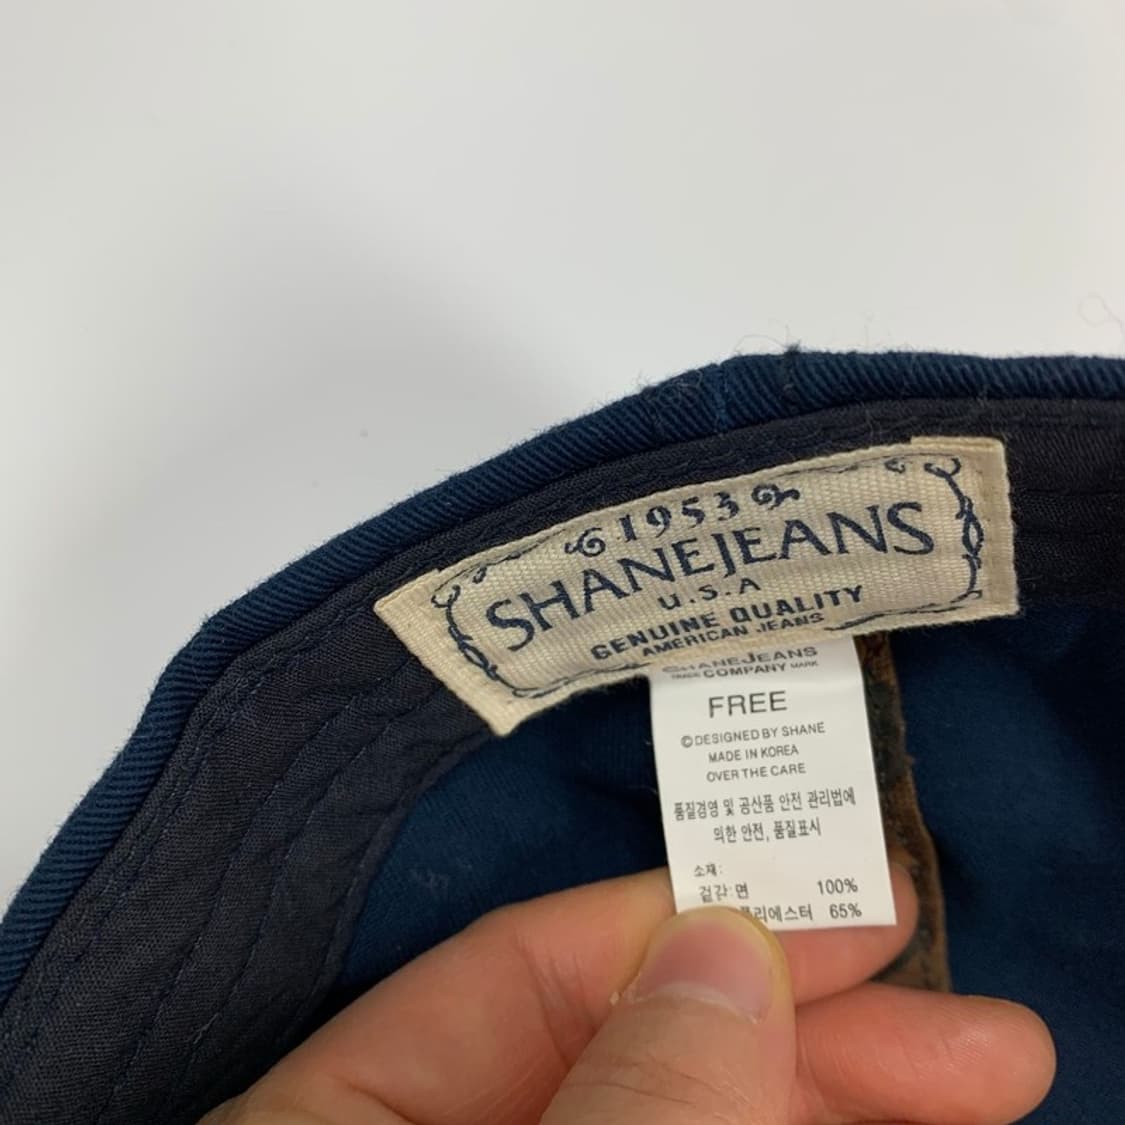 1953
SHANEJEANS
U.S.A
GENUINE QUALITY
AMERICAN JEANS
SHANEJEANS
TRADE COMPANY MARK
FREE
© DESIGNED BY SHANE
MADE IN KOREA
OVER THE CARE
품질경영 및 공산품 안전 관리법에
의한 안전, 품질표시
소재:
겉감: 면 100%
폴리에스터 65%